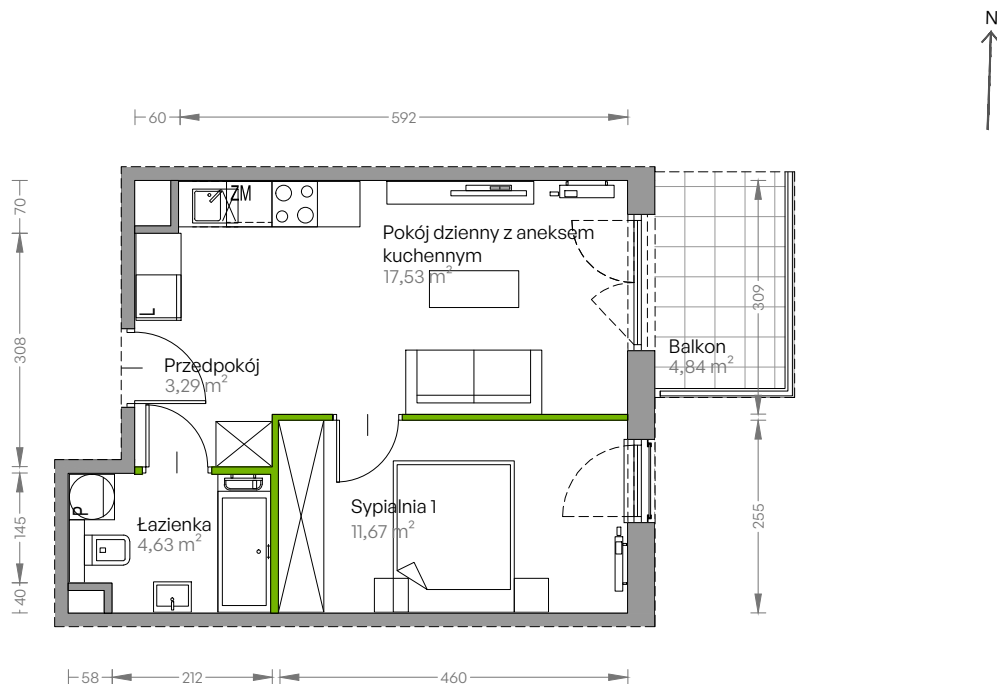 N
60
592
70
308
145
40
ZM
Pokój dzienny z aneksem
kuchennym
17,53 m²
L
Przedpokój
3,29 m²
Balkon
4,84 m²
309
255
Sypialnia 1
11,67 m²
Łazienka
4,63 m²
P
58
212
460